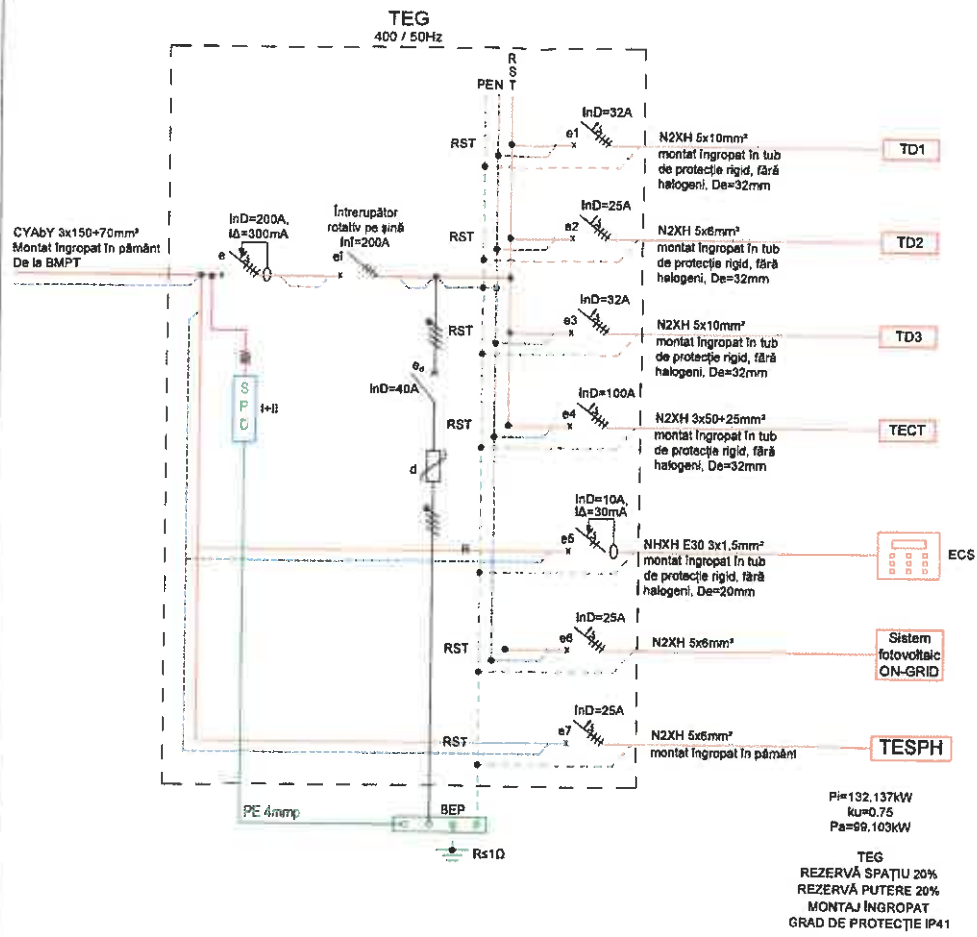 TEG
400 / 50Hz
R
S
T
PEN
InD=32A
e1
RST
N2XH 5x10mm²
montat îngropat în tub
de protecție rigid, fără
halogeni, De=32mm
TD1
CYAbY 3x150+70mm²
Montat îngropat în pământ
De la BMPT
InD=200A,
IΔ=300mA
e
Întrerupător
rotativ pe șină
InI=200A
eî
InD=25A
e2
RST
N2XH 5x6mm²
montat îngropat în tub
de protecție rigid, fără
halogeni, De=32mm
TD2
InD=32A
e3
RST
N2XH 5x10mm²
montat îngropat în tub
de protecție rigid, fără
halogeni, De=32mm
TD3
S
P
D
I+II
InD=40A
ed
d
InD=100A
e4
RST
N2XH 3x50+25mm²
montat îngropat în tub
de protecție rigid, fără
halogeni, De=32mm
TECT
InD=10A,
IΔ=30mA
e5
R
NHXH E30 3x1,5mm²
montat îngropat în tub
de protecție rigid, fără
halogeni, De=20mm
ECS
InD=25A
e6
RST
N2XH 5x6mm²
Sistem
fotovoltaic
ON-GRID
InD=25A
e7
RST
N2XH 5x6mm²
montat îngropat în pământ
TESPH
PE 4mmp
BEP
R≤1Ω
Pi=132,137kW
ku=0.75
Pa=99,103kW
TEG
REZERVĂ SPAȚIU 20%
REZERVĂ PUTERE 20%
MONTAJ ÎNGROPAT
GRAD DE PROTECȚIE IP41